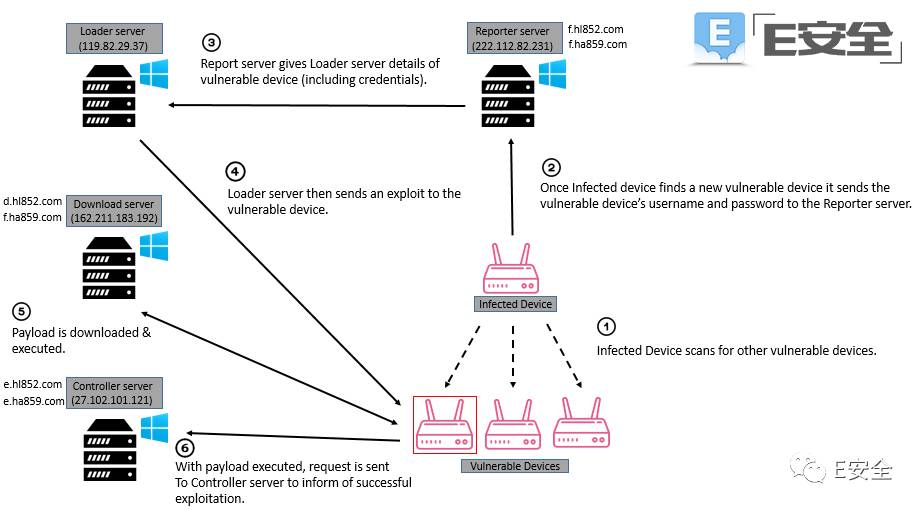 Loader server
(119.82.29.37)
③
Report server gives Loader server details of
vulnerable device (including credentials).
Reporter server
(222.112.82.231)
f.hl852.com
f.ha859.com
E
E安全
④
Loader server then sends an exploit to the
vulnerable device.
②
Once Infected device finds a new vulnerable device it sends the
vulnerable device’s username and password to the Reporter server.
d.hl852.com
f.ha859.com
Download server
(162.211.183.192)
Infected Device
①
Infected Device scans for other vulnerable devices.
⑤
Payload is downloaded &
executed.
e.hl852.com
e.ha859.com
Controller server
(27.102.101.121)
⑥
With payload executed, request is sent
To Controller server to inform of successful
exploitation.
Vulnerable Devices
E安全